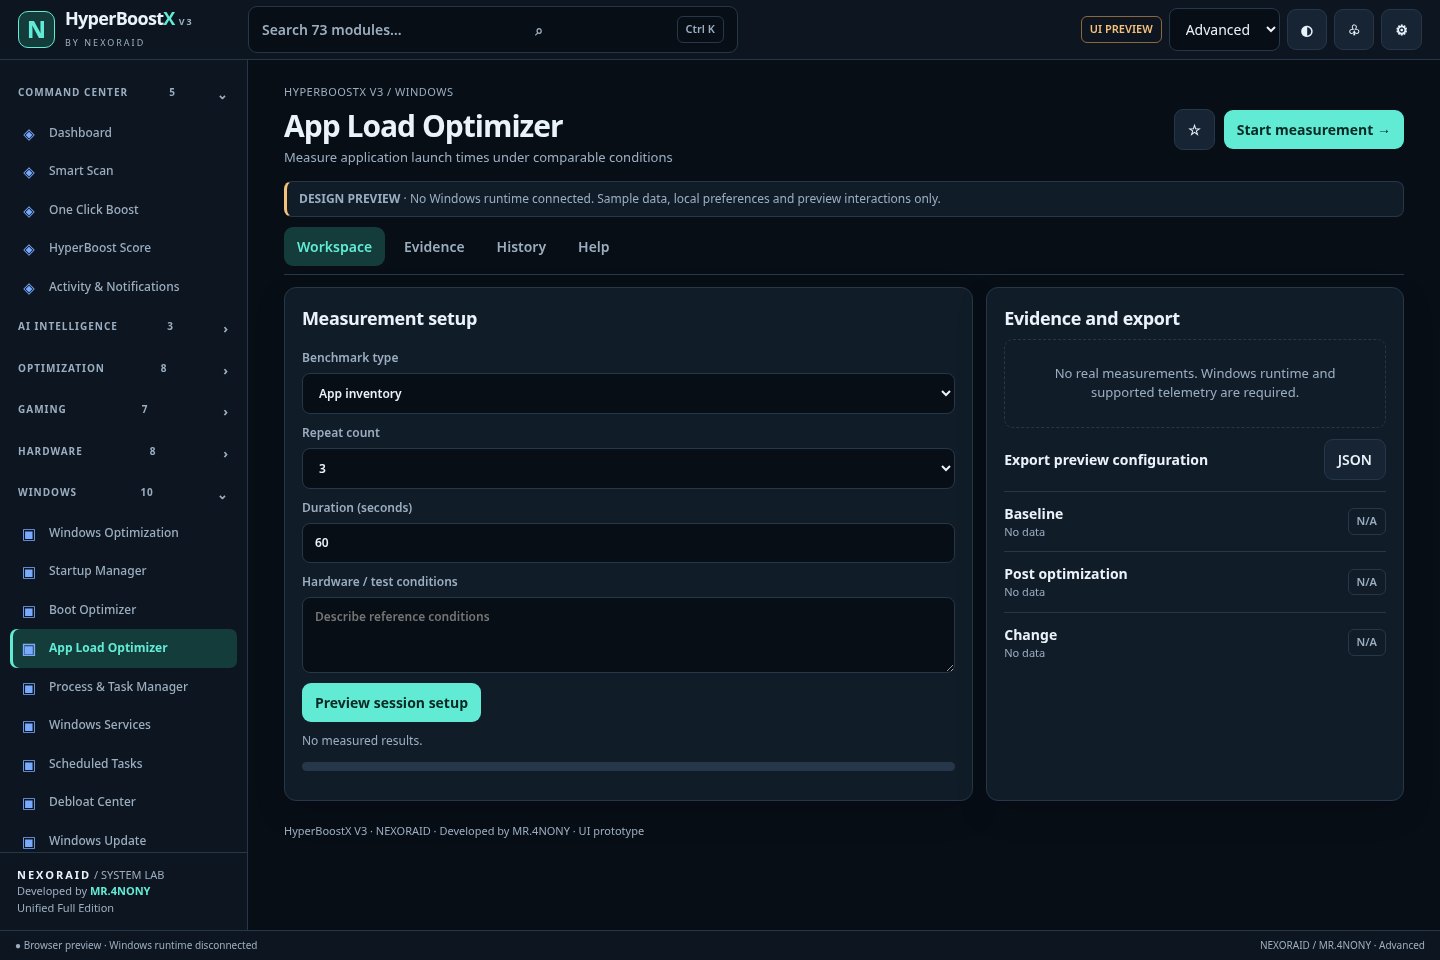 N
HyperBoostX V3
BY NEXORAID
Search 73 modules...
Ctrl K
UI PREVIEW
Advanced
COMMAND CENTER 5
Dashboard
Smart Scan
One Click Boost
HyperBoost Score
Activity & Notifications
AI INTELLIGENCE 3
OPTIMIZATION 8
GAMING 7
HARDWARE 8
WINDOWS 10
Windows Optimization
Startup Manager
Boot Optimizer
App Load Optimizer
Process & Task Manager
Windows Services
Scheduled Tasks
Debloat Center
Windows Update
NEXORAID / SYSTEM LAB
Developed by MR.4NONY
Unified Full Edition
HYPERBOOSTX V3 / WINDOWS
App Load Optimizer
Measure application launch times under comparable conditions
Start measurement →
DESIGN PREVIEW · No Windows runtime connected. Sample data, local preferences and preview interactions only.
Workspace
Evidence
History
Help
Measurement setup
Benchmark type
App inventory
Repeat count
3
Duration (seconds)
60
Hardware / test conditions
Describe reference conditions
Preview session setup
No measured results.
Evidence and export
No real measurements. Windows runtime and
supported telemetry are required.
Export preview configuration
JSON
Baseline
No data
N/A
Post optimization
No data
N/A
Change
No data
N/A
HyperBoostX V3 · NEXORAID · Developed by MR.4NONY · UI prototype
● Browser preview · Windows runtime disconnected
NEXORAID / MR.4NONY · Advanced